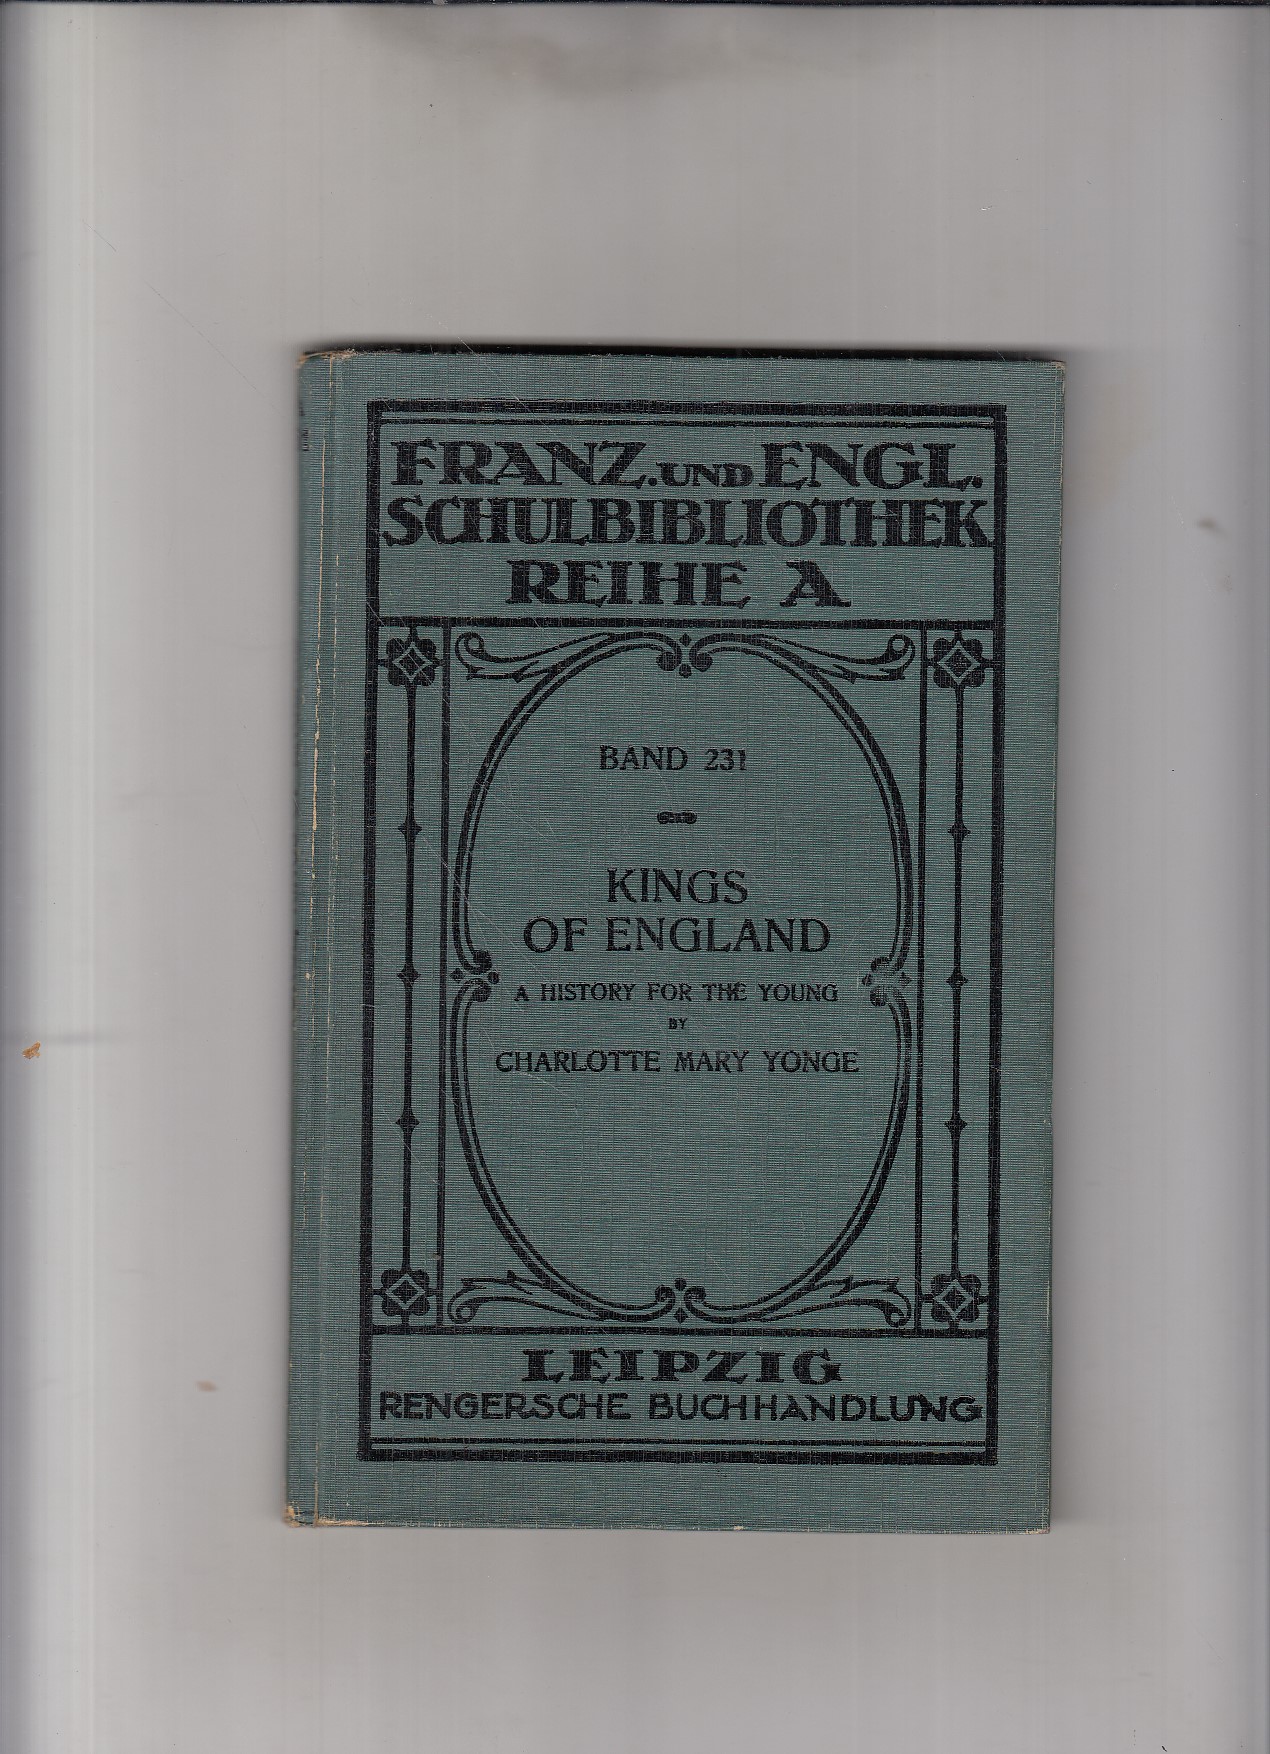 FRANZ. UND ENGL.
SCHULBIBLIOTHEK
REIHE A
BAND 231
KINGS
OF ENGLAND
A HISTORY FOR THE YOUNG
BY
CHARLOTTE MARY YONGE
LEIPZIG
RENGERSCHE BUCHHANDLUNG